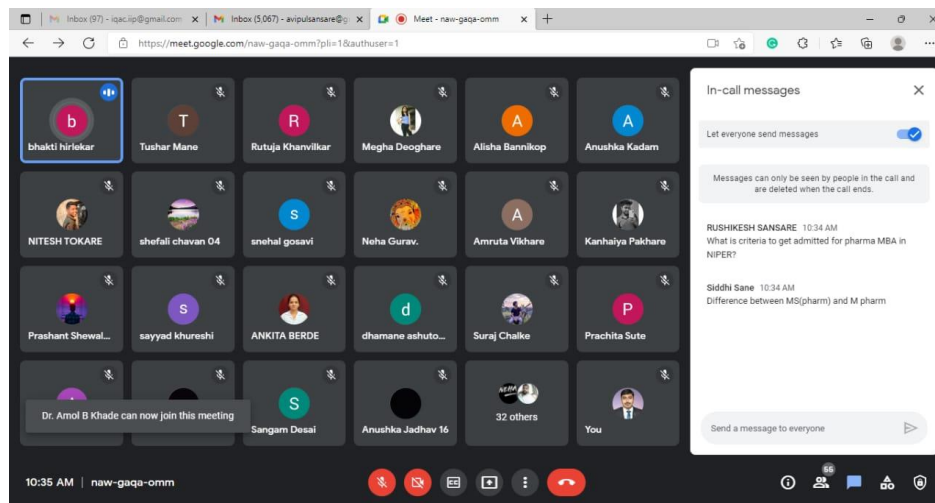 Inbox (97) - iqac.iip@gmail.com
Inbox (5,067) - avipulsansare@g
Meet - naw-gaqa-omm
https://meet.google.com/naw-gaqa-omm?pli=1&authuser=1
b
bhakti hirlekar
T
Tushar Mane
R
Rutuja Khanvilkar
Megha Deoghare
A
Alisha Bannikop
A
Anushka Kadam
NITESH TOKARE
shefali chavan 04
S
snehal gosavi
Neha Gurav.
A
Amruta Vikhare
Kanhaiya Pakhare
Prashant Shewal...
s
sayyad khureshi
ANKITA BERDE
d
dhamane ashuto...
Suraj Chalke
P
Prachita Sute
Dr. Amol B Khade can now join this meeting
S
Sangam Desai
Anushka Jadhav 16
32 others
You
In-call messages
Let everyone send messages
Messages can only be seen by people in the call and
are deleted when the call ends.
RUSHIKESH SANSARE 10:34 AM
What is criteria to get admitted for pharma MBA in
NIPER?
Siddhi Sane 10:34 AM
Difference between MS(pharm) and M pharm
Send a message to everyone
10:35 AM | naw-gaqa-omm
CC